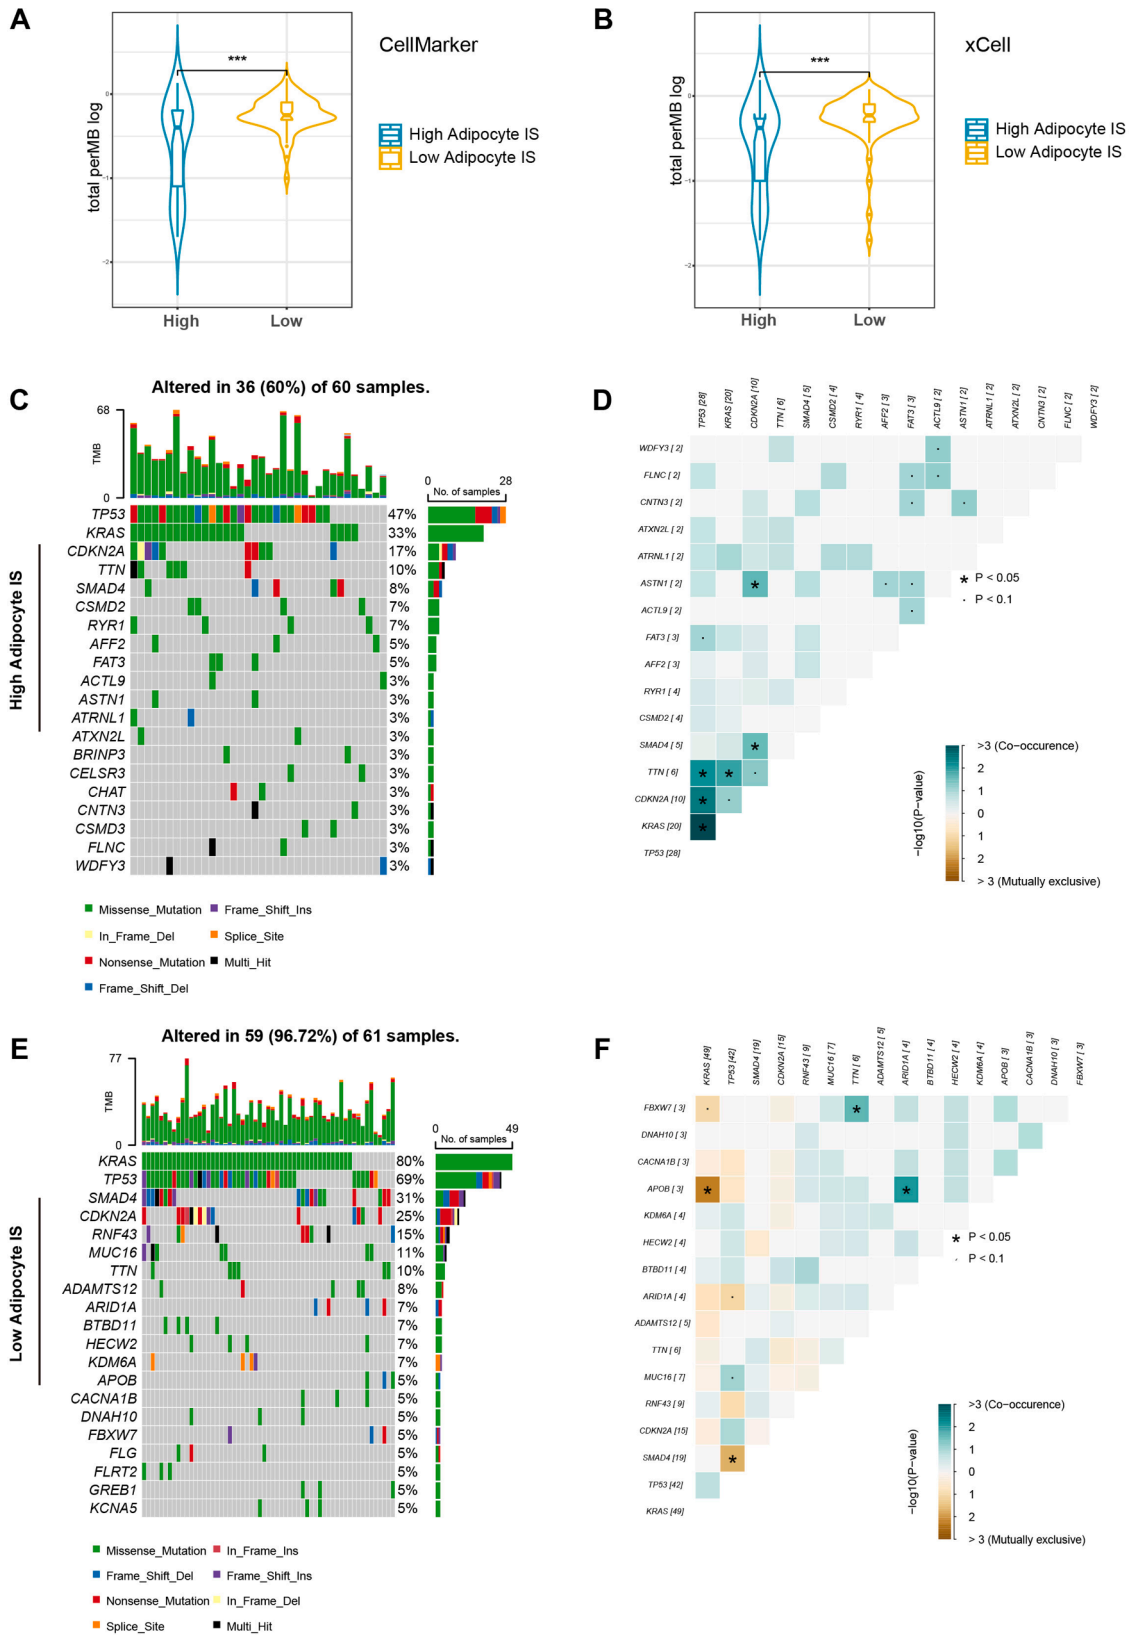 A
CellMarker
***
total perMB log
0
−1
−2
High
Low
High Adipocyte IS
Low Adipocyte IS
B
xCell
***
total perMB log
0
−1
−2
High
Low
High Adipocyte IS
Low Adipocyte IS
C
Altered in 36 (60%) of 60 samples.
68
0
TMB
0
28
No. of samples
High Adipocyte IS
TP53 47%
KRAS 33%
CDKN2A 17%
TTN 10%
SMAD4 8%
CSMD2 7%
RYR1 7%
AFF2 5%
FAT3 5%
ACTL9 3%
ASTN1 3%
ATRNL1 3%
ATXN2L 3%
BRINP3 3%
CELSR3 3%
CHAT 3%
CNTN3 3%
CSMD3 3%
FLNC 3%
WDFY3 3%
Missense_Mutation
Frame_Shift_Ins
In_Frame_Del
Splice_Site
Nonsense_Mutation
Multi_Hit
Frame_Shift_Del
D
TP53 [28]
KRAS [20]
CDKN2A [10]
TTN [ 6]
SMAD4 [ 5]
CSMD2 [ 4]
RYR1 [ 4]
AFF2 [ 3]
FAT3 [ 3]
ACTL9 [ 2]
ASTN1 [ 2]
ATRNL1 [ 2]
ATXN2L [ 2]
CNTN3 [ 2]
FLNC [ 2]
WDFY3 [ 2]
WDFY3 [ 2]
FLNC [ 2]
CNTN3 [ 2]
ATXN2L [ 2]
ATRNL1 [ 2]
ASTN1 [ 2]
ACTL9 [ 2]
FAT3 [ 3]
AFF2 [ 3]
RYR1 [ 4]
CSMD2 [ 4]
SMAD4 [ 5]
TTN [ 6]
CDKN2A [10]
KRAS [20]
TP53 [28]
* P < 0.05
· P < 0.1
−log10(P−value)
>3 (Co−occurence)
2
1
0
1
2
> 3 (Mutually exclusive)
E
Altered in 59 (96.72%) of 61 samples.
77
0
TMB
0
49
No. of samples
Low Adipocyte IS
KRAS 80%
TP53 69%
SMAD4 31%
CDKN2A 25%
RNF43 15%
MUC16 11%
TTN 10%
ADAMTS12 8%
ARID1A 7%
BTBD11 7%
HECW2 7%
KDM6A 7%
APOB 5%
CACNA1B 5%
DNAH10 5%
FBXW7 5%
FLG 5%
FLRT2 5%
GREB1 5%
KCNA5 5%
Missense_Mutation
In_Frame_Ins
Frame_Shift_Del
Frame_Shift_Ins
Nonsense_Mutation
In_Frame_Del
Splice_Site
Multi_Hit
F
KRAS [49]
TP53 [42]
SMAD4 [19]
CDKN2A [15]
RNF43 [ 9]
MUC16 [ 7]
TTN [ 6]
ADAMTS12 [ 5]
ARID1A [ 4]
BTBD11 [ 4]
HECW2 [ 4]
KDM6A [ 4]
APOB [ 3]
CACNA1B [ 3]
DNAH10 [ 3]
FBXW7 [ 3]
FBXW7 [ 3]
DNAH10 [ 3]
CACNA1B [ 3]
APOB [ 3]
KDM6A [ 4]
HECW2 [ 4]
BTBD11 [ 4]
ARID1A [ 4]
ADAMTS12 [ 5]
TTN [ 6]
MUC16 [ 7]
RNF43 [ 9]
CDKN2A [15]
SMAD4 [19]
TP53 [42]
KRAS [49]
* P < 0.05
· P < 0.1
−log10(P−value)
>3 (Co−occurence)
2
1
0
1
2
> 3 (Mutually exclusive)